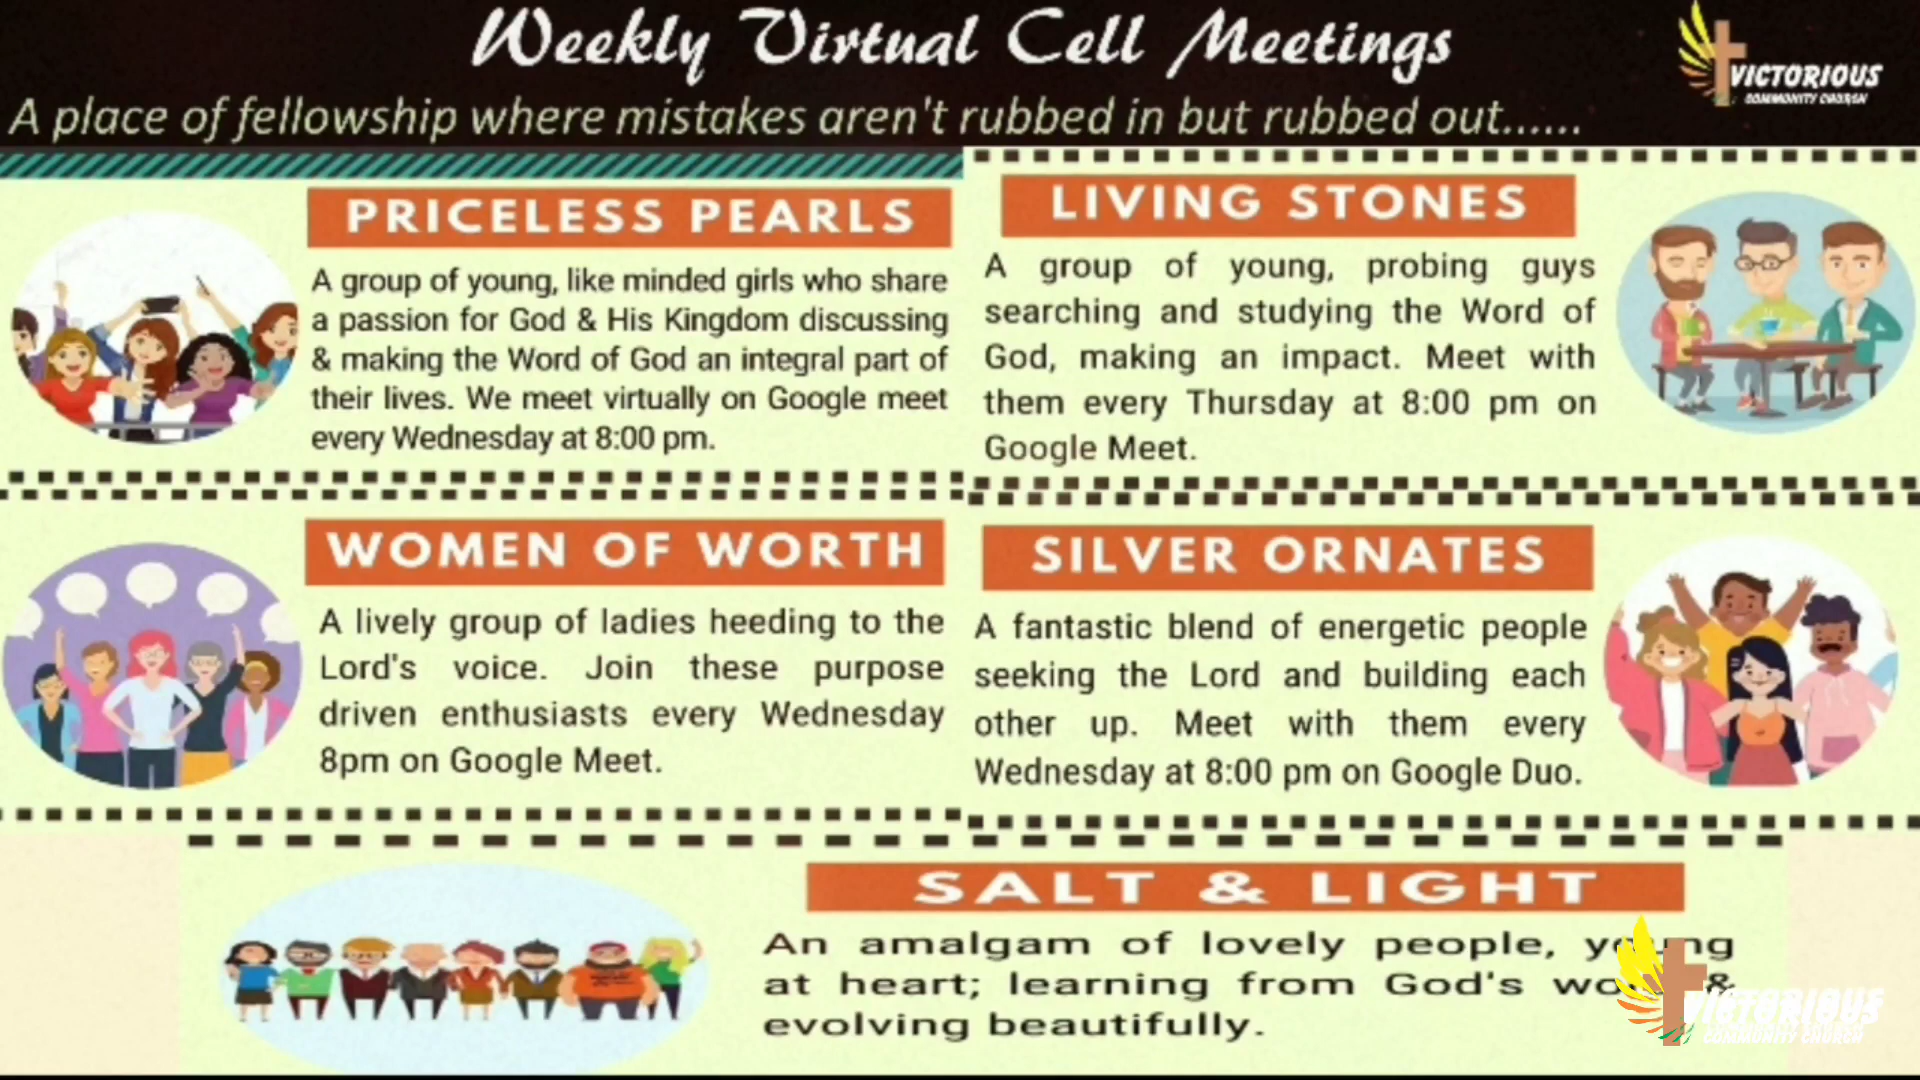 Weekly Virtual Cell Meetings
VICTORIOUS
COMMUNITY CHURCH
A place of fellowship where mistakes aren't rubbed in but rubbed out......
PRICELESS PEARLS
A group of young, like minded girls who share
a passion for God & His Kingdom discussing
& making the Word of God an integral part of
their lives. We meet virtually on Google meet
every Wednesday at 8:00 pm.
LIVING STONES
A group of young, probing guys
searching and studying the Word of
God, making an impact. Meet with
them every Thursday at 8:00 pm on
Google Meet.
WOMEN OF WORTH
A lively group of ladies heeding to the
Lord's voice. Join these purpose
driven enthusiasts every Wednesday
8pm on Google Meet.
SILVER ORNATES
A fantastic blend of energetic people
seeking the Lord and building each
other up. Meet with them every
Wednesday at 8:00 pm on Google Duo.
SALT & LIGHT
An amalgam of lovely people,
at heart; learning from God's &
evolving beautifully.
VICTORIOUS
COMMUNITY CHURCH